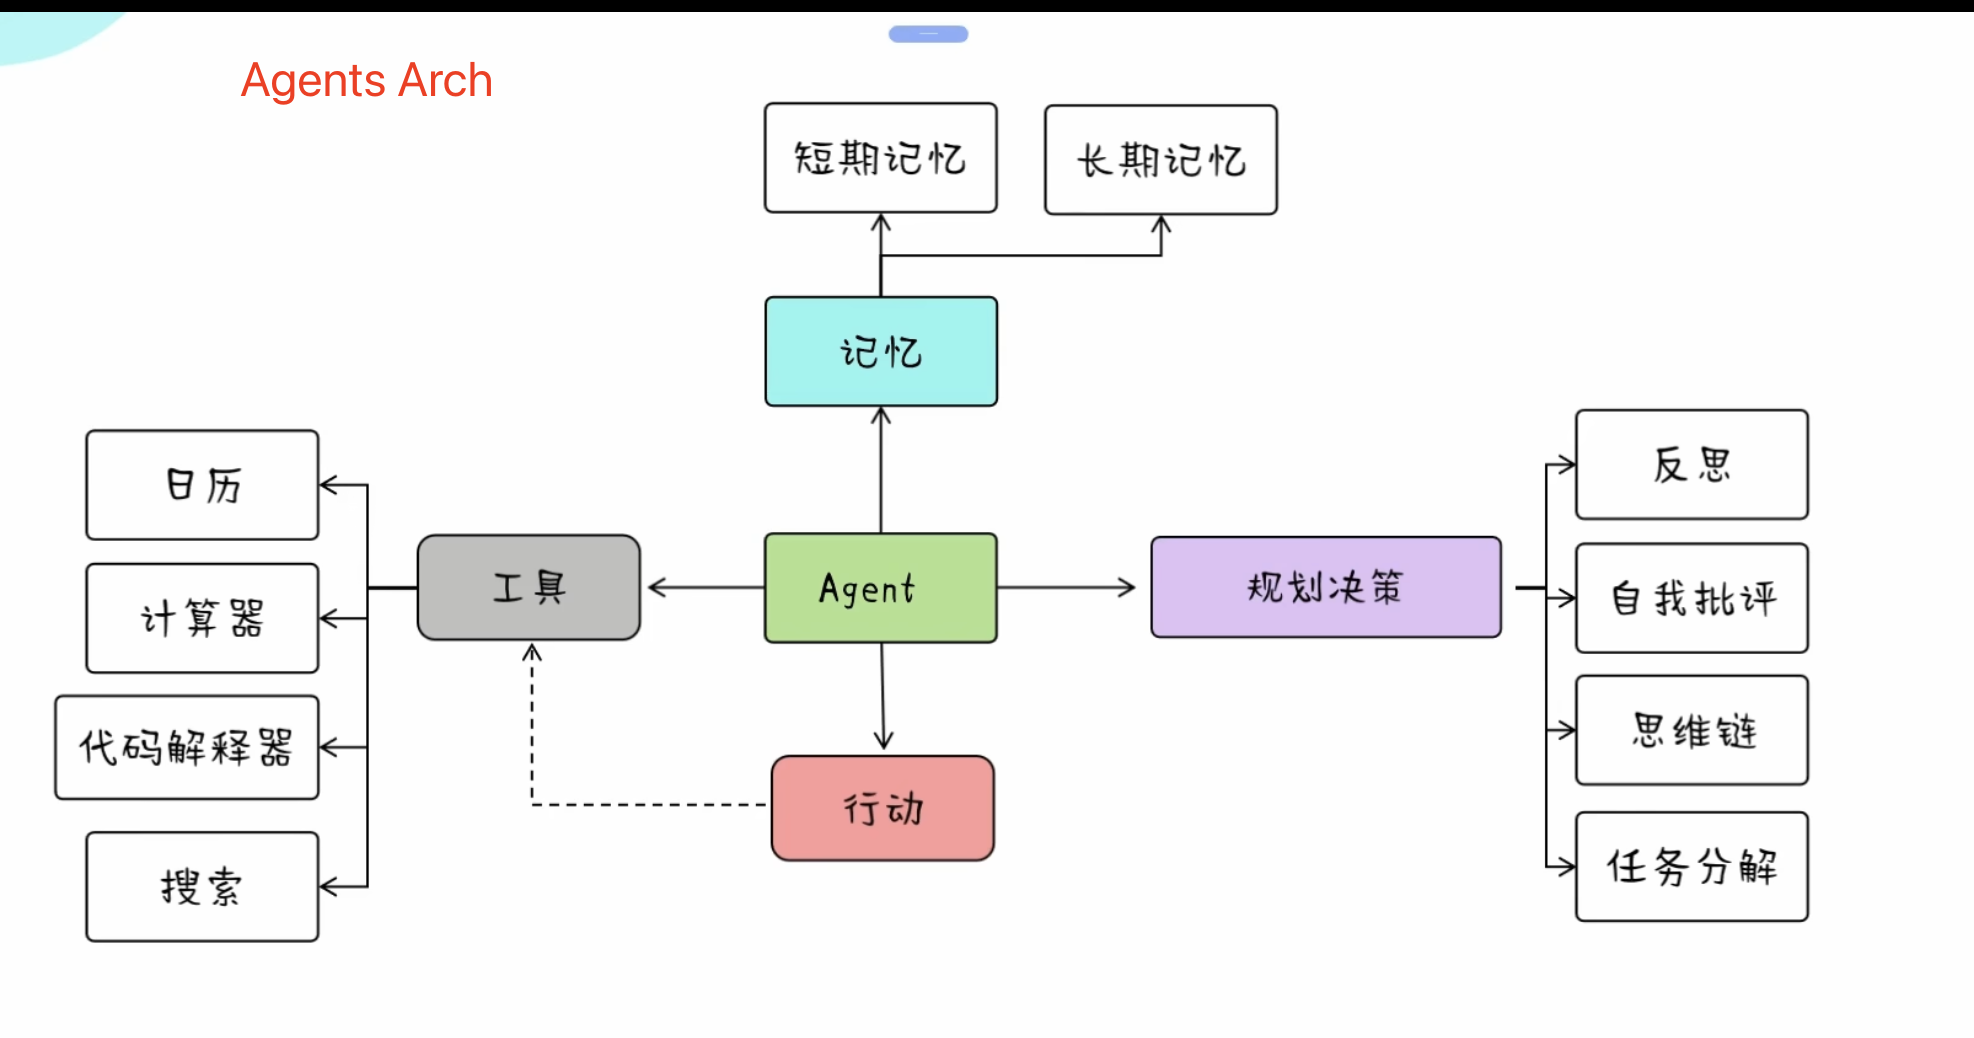 Agents Arch
短期记忆
长期记忆
记忆
日历
计算器
代码解释器
搜索
工具
Agent
行动
规划决策
反思
自我批评
思维链
任务分解